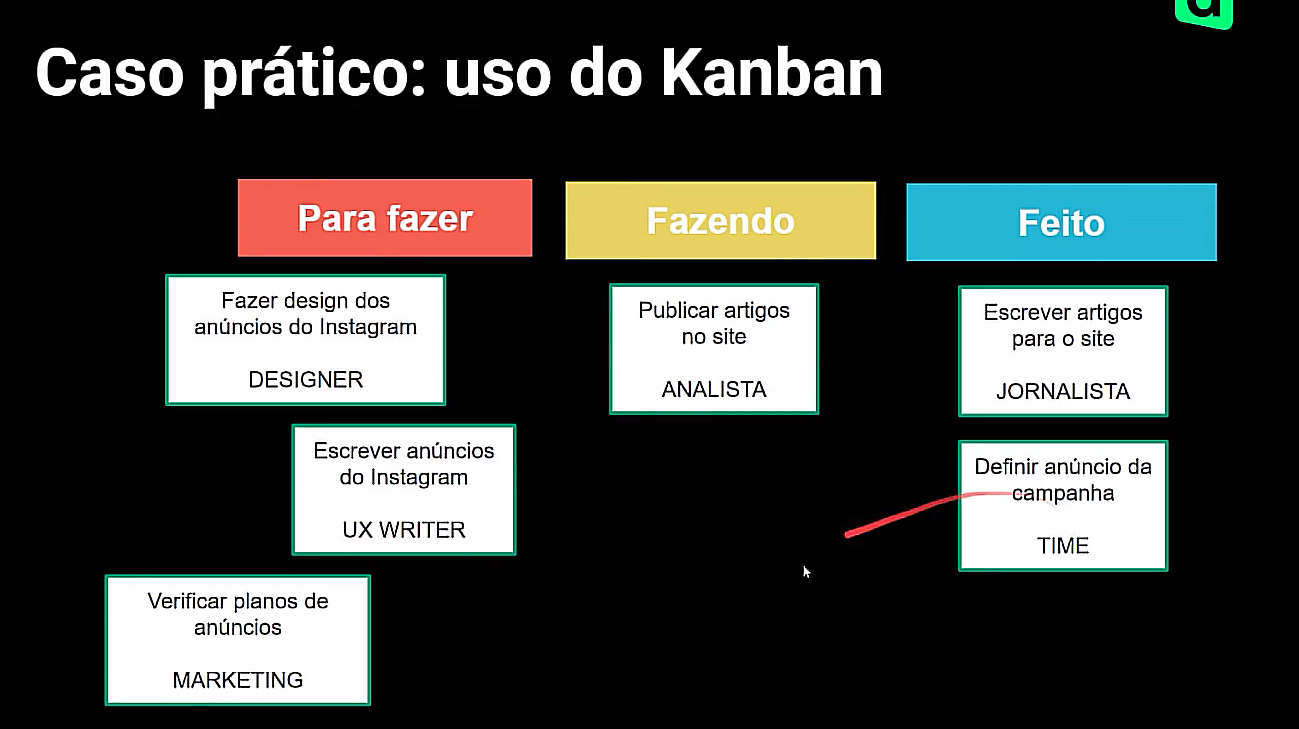 Caso prático: uso do Kanban
Para fazer
Fazer design dos
anúncios do Instagram
DESIGNER
Escrever anúncios
do Instagram
UX WRITER
Verificar planos de
anúncios
MARKETING
Fazendo
Publicar artigos
no site
ANALISTA
Feito
Escrever artigos
para o site
JORNALISTA
Definir anúncio da
campanha
TIME